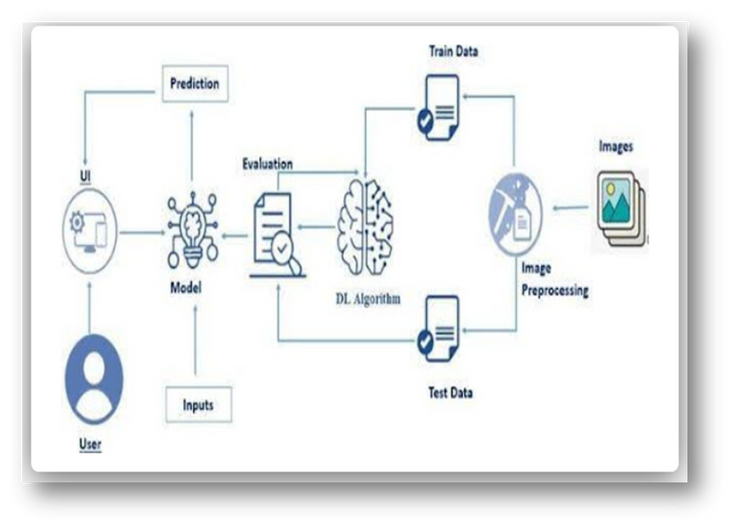 Train Data
Prediction
Images
Evaluation
UI
Image
Preprocessing
Model
DL Algorithm
Test Data
Inputs
User